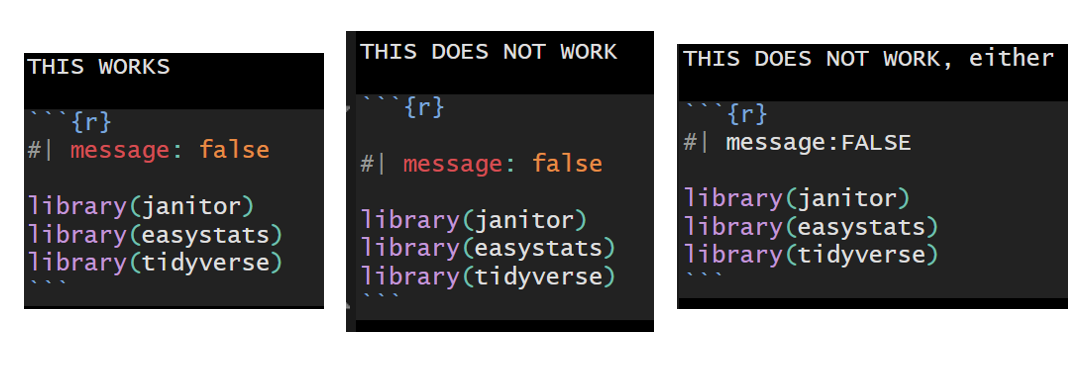 THIS WORKS
```{r}
#| message: false
library(janitor)
library(easystats)
library(tidyverse)
```
THIS DOES NOT WORK
```{r}
#| message: false
library(janitor)
library(easystats)
library(tidyverse)
```
THIS DOES NOT WORK, either
```{r}
#| message:FALSE
library(janitor)
library(easystats)
library(tidyverse)
```